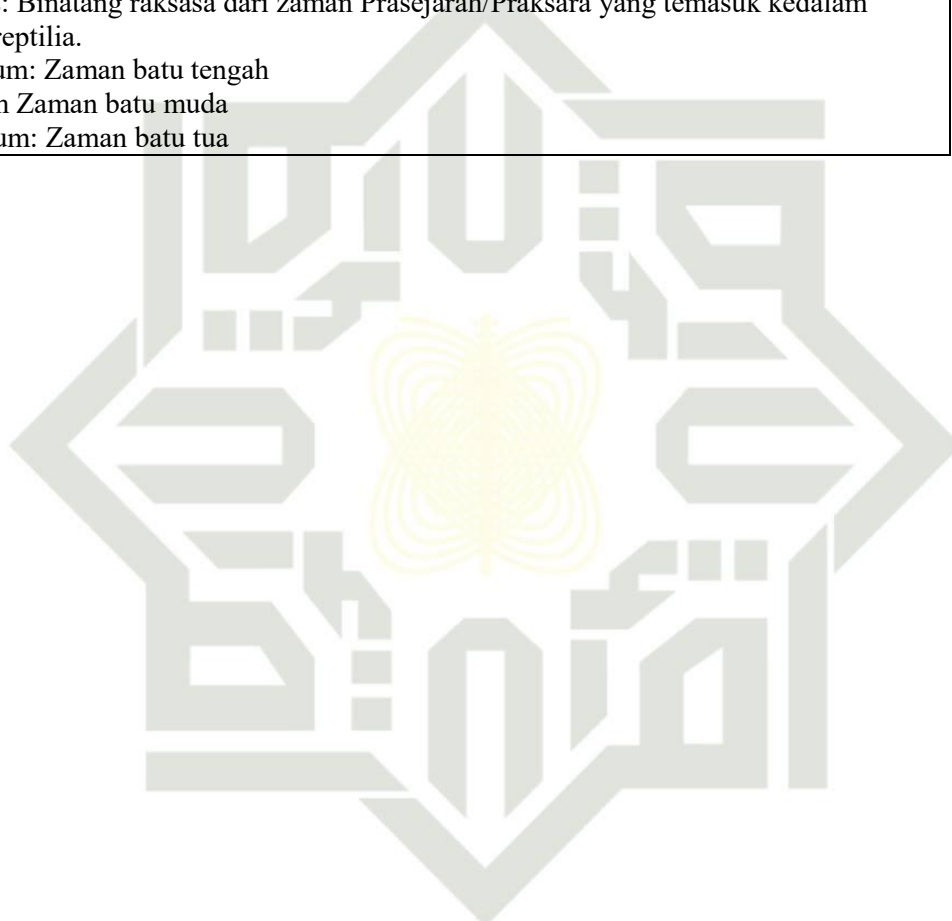 : Binatang raksasa dari zaman Prasejarah/Praksara yang temasuk kedalam
reptilia.
um: Zaman batu tengah
n Zaman batu muda
um: Zaman batu tua